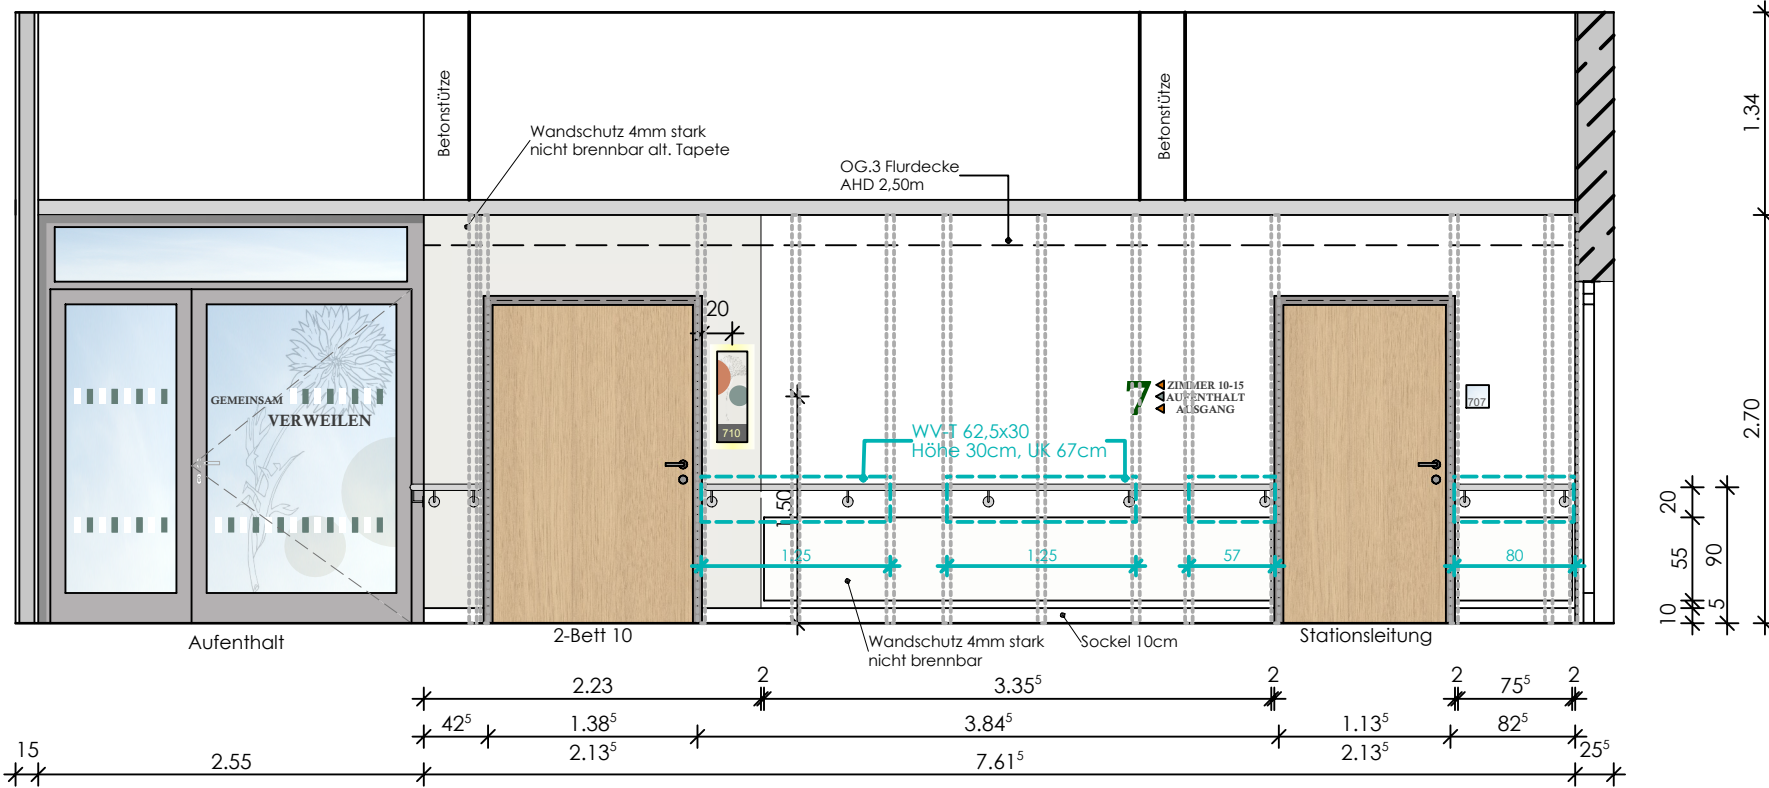 Betonstütze
Betonstütze
Wandschutz 4mm stark
nicht brennbar alt. Tapete
OG.3 Flurdecke
AHD 2,50m
1.34
20
GEMEINSAM
VERWEILEN
710
7
ZIMMER 10-15
AUFENTHALT
AUSGANG
707
2.70
WV-T 62,5x30
Höhe 30cm, UK 67cm
1.50
1.25
1.25
57
80
20
55
90
10
5
Aufenthalt
2-Bett 10
Wandschutz 4mm stark
nicht brennbar
Sockel 10cm
Stationsleitung
2.23
2
3.35⁵
2
2
75⁵
2
42⁵
1.38⁵
3.84⁵
1.13⁵
82⁵
15
2.55
2.13⁵
7.61⁵
2.13⁵
25⁵